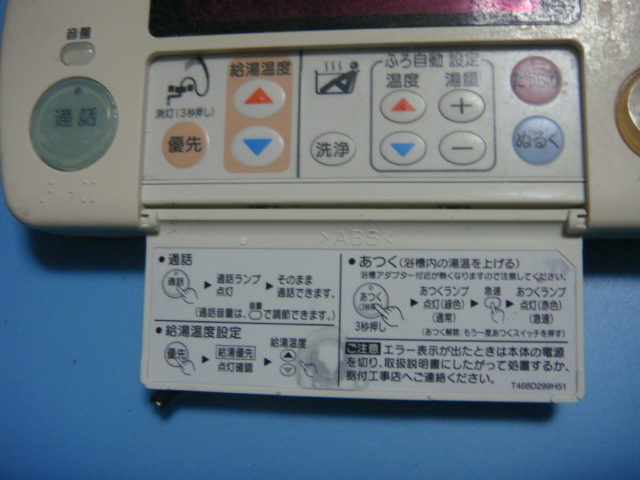 音量
通話
給湯温度
消灯(3秒押し)
優先
洗浄
ふろ自動 設定
温度 湯量
ぬるく
>ABS<
●通話
通話 ▶ 通話ランプ点灯 ▶ そのまま通話できます。
(通話音量は、音量 で調節できます。)
●給湯温度設定
優先 ▶ 給湯優先 点灯確認 ▶ 給湯温度
●あつく(浴槽内の湯温を上げる)
浴槽アダプター付近が熱くなりますので注意してください。
あつく(3秒押し) ▶ あつくランプ点灯(緑色)(通常) ▶ 急速 ▶ あつくランプ点灯(赤色)(急速)
3秒押し
(あつく解除:もう一度あつくスイッチを押す)
ご注意 エラー表示が出たときは本体の電源
を切り、取扱説明書にしたがって処置するか、
据付工事店へご連絡ください。
T468D299H51